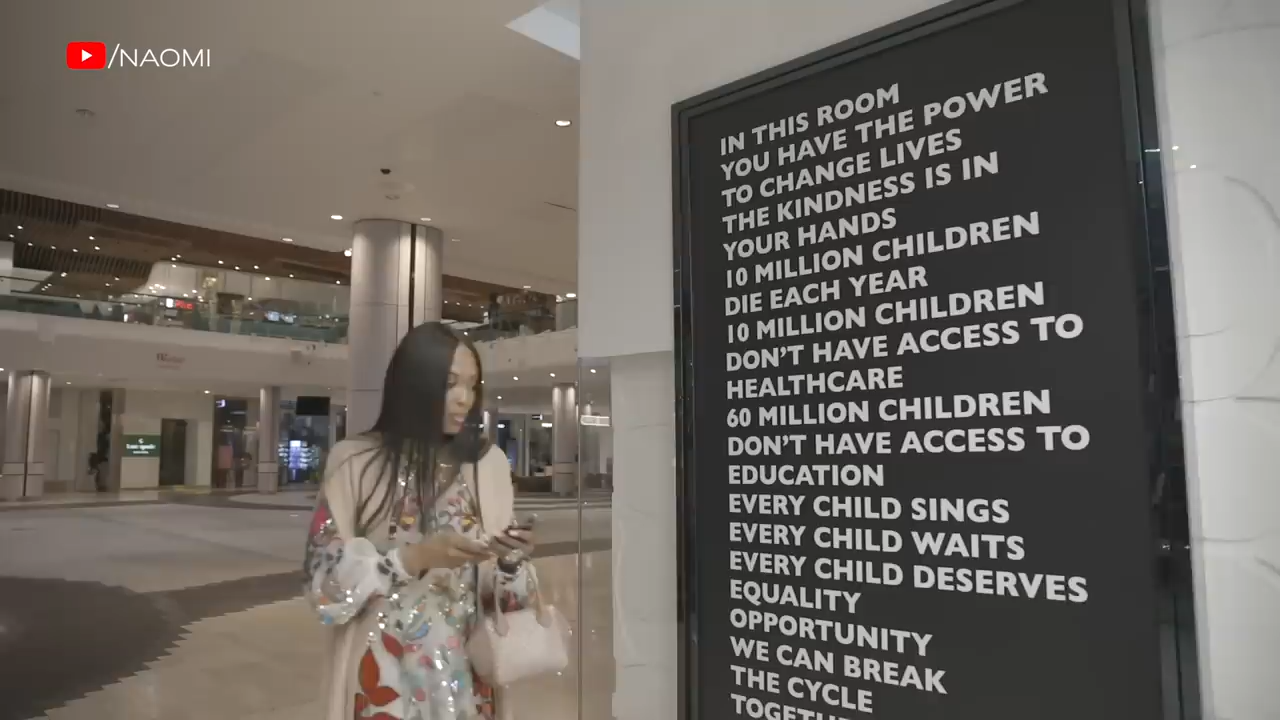 /NAOMI
IN THIS ROOM
YOU HAVE THE POWER
TO CHANGE LIVES
THE KINDNESS IS IN
YOUR HANDS
10 MILLION CHILDREN
DIE EACH YEAR
10 MILLION CHILDREN
DON'T HAVE ACCESS TO
HEALTHCARE
60 MILLION CHILDREN
DON'T HAVE ACCESS TO
EDUCATION
EVERY CHILD SINGS
EVERY CHILD WAITS
EVERY CHILD DESERVES
EQUALITY
OPPORTUNITY
WE CAN BREAK
THE CYCLE